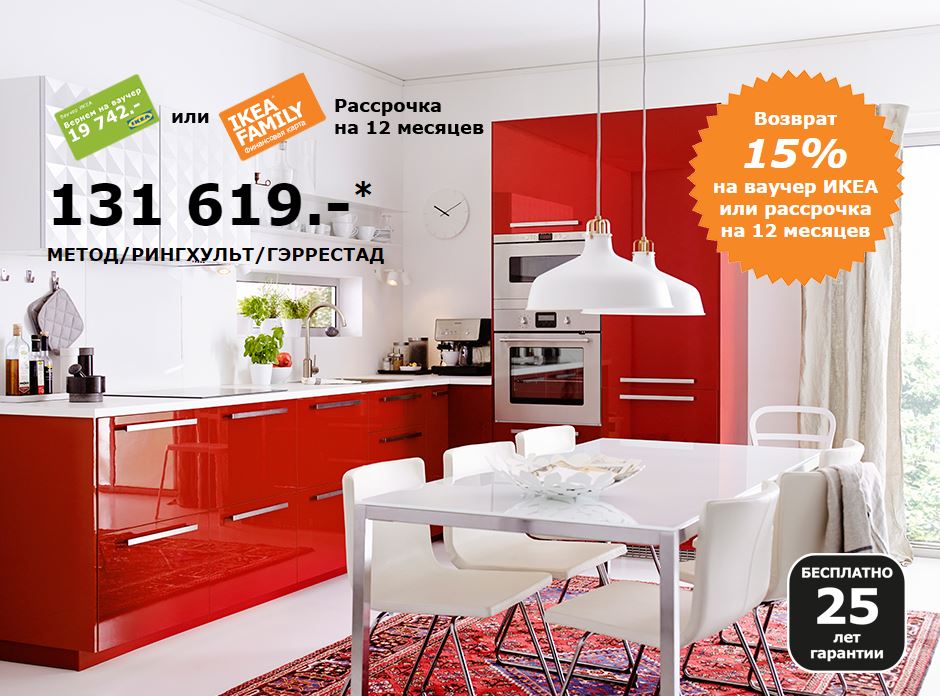 Ваучер ИКЕА
Вернем на ваучер
19 742.-
IKEA
или
IKEA
FAMILY
Финансовая карта
Рассрочка
на 12 месяцев
131 619.-*
МЕТОД/РИНГХУЛЬТ/ГЭРРЕСТАД
Возврат
15%
на ваучер ИКЕА
или рассрочка
на 12 месяцев
БЕСПЛАТНО
25
лет
гарантии